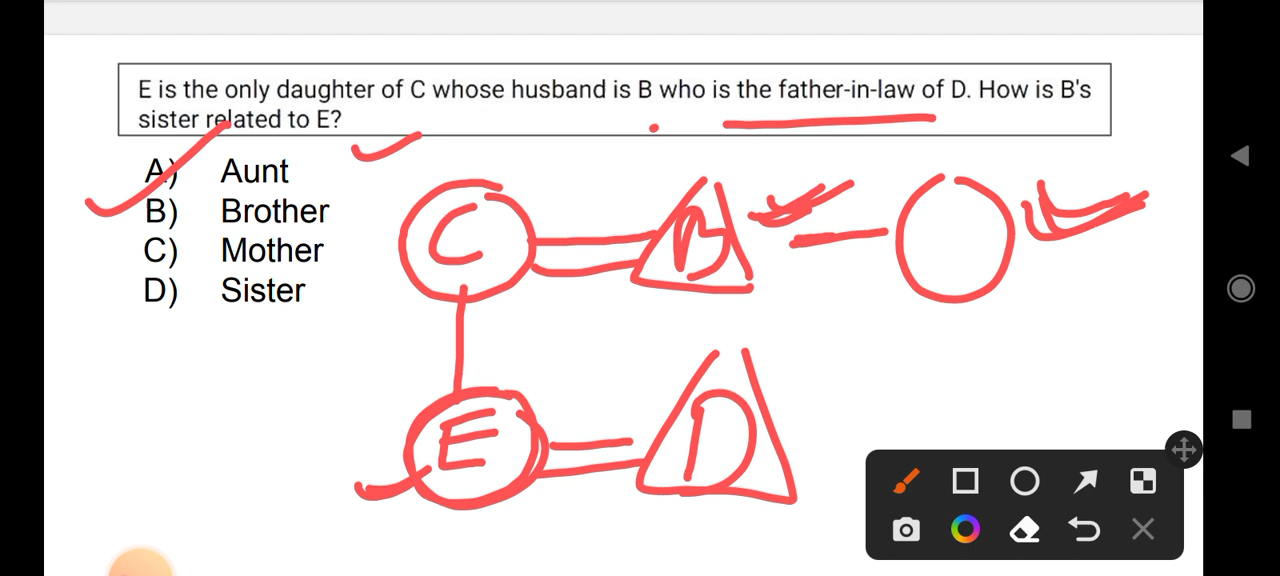 E is the only daughter of C whose husband is B who is the father-in-law of D. How is B's
sister related to E?
A) Aunt
B) Brother
C) Mother
D) Sister
C B
E D